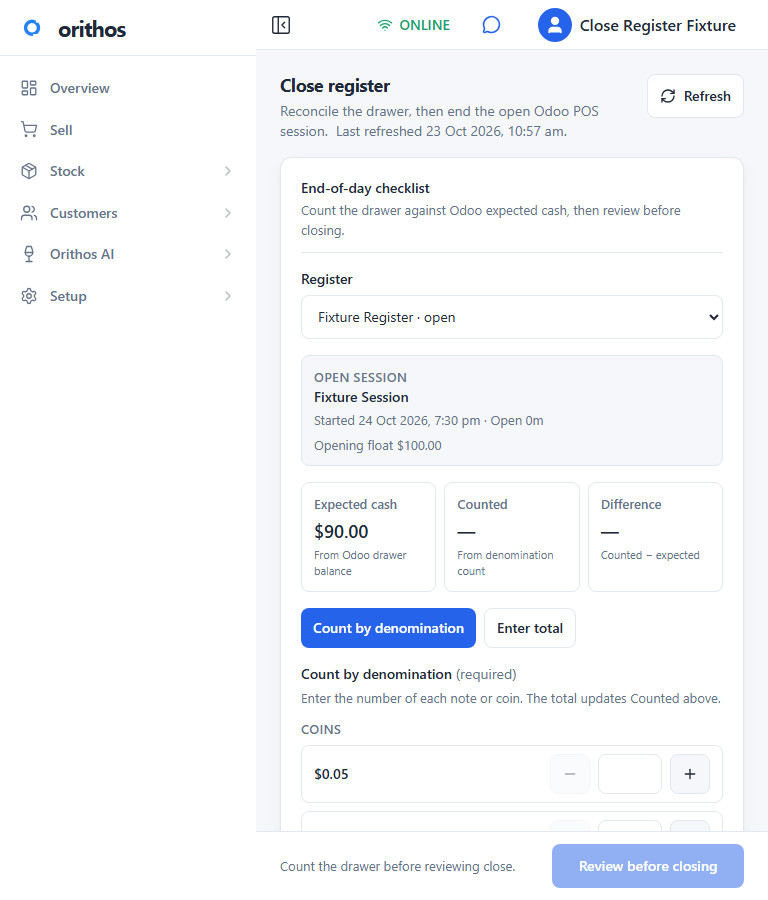 orithos
ONLINE
Close Register Fixture
Overview
Sell
Stock
Customers
Orithos AI
Setup
Close register
Reconcile the drawer, then end the open Odoo POS
session. Last refreshed 23 Oct 2026, 10:57 am.
Refresh
End-of-day checklist
Count the drawer against Odoo expected cash, then review before
closing.
Register
Fixture Register · open
OPEN SESSION
Fixture Session
Started 24 Oct 2026, 7:30 pm · Open 0m
Opening float $100.00
Expected cash
$90.00
From Odoo drawer
balance
Counted
—
From denomination
count
Difference
—
Counted − expected
Count by denomination
Enter total
Count by denomination (required)
Enter the number of each note or coin. The total updates Counted above.
COINS
$0.05
Count the drawer before reviewing close.
Review before closing